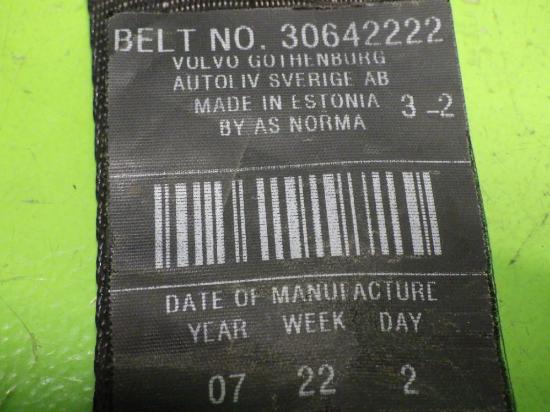 BELT NO. 30642222
VOLVO GOTHENBURG
AUTOLIV SVERIGE AB
MADE IN ESTONIA 3-2
BY AS NORMA
DATE OF MANUFACTURE
YEAR WEEK DAY
07 22 2